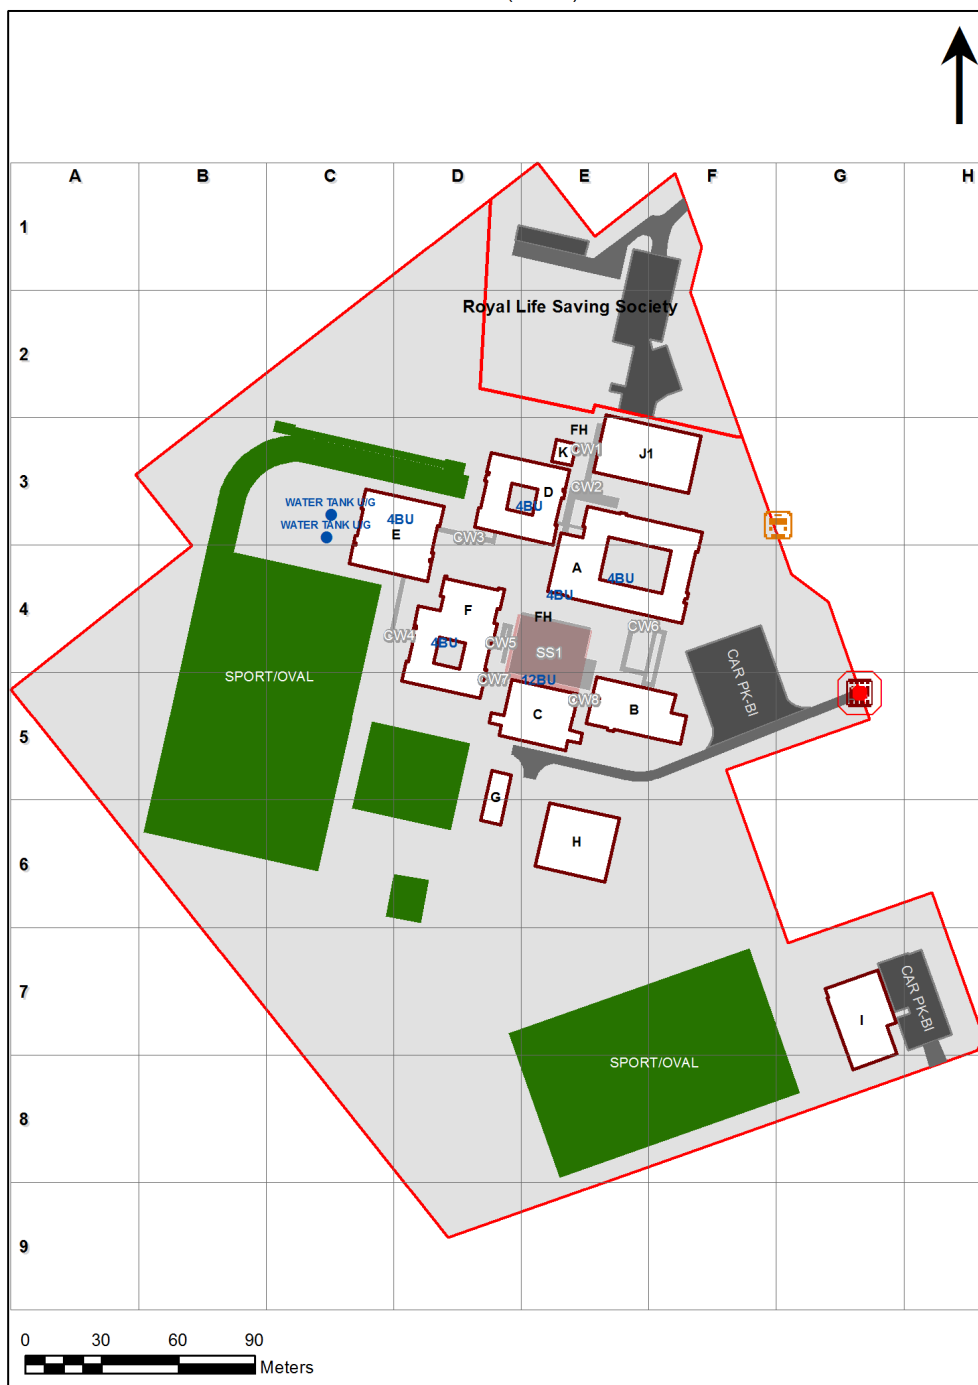 A B C D E F G H
1
Royal Life Saving Society
2
FH
K
CW1
J1
3
CW2
D
WATER TANK U/G
4BU
4BU
WATER TANK U/G
E
CW3
A
4BU
4BU
4
F
FH
CW6
CW4
4BU
CW5
SS1
SPORT/OVAL
CW7
12BU
CAR PK-BI
CW8
C
B
5
G
H
6
7
CAR PK-BI
I
SPORT/OVAL
8
9
0 30 60 90
Meters